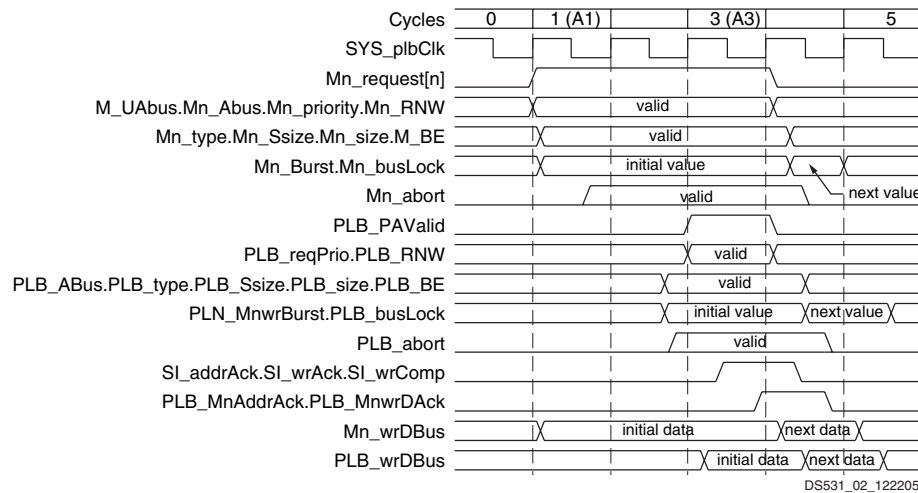 Cycles 0 1 (A1) 3 (A3) 5
SYS_plbClk
Mn_request[n]
M_UAbus.Mn_Abus.Mn_priority.Mn_RNW valid
Mn_type.Mn_Ssize.Mn_size.M_BE valid
Mn_Burst.Mn_busLock initial value
Mn_abort valid next value
PLB_PAValid
PLB_reqPrio.PLB_RNW valid
PLB_ABus.PLB_type.PLB_Ssize.PLB_size.PLB_BE valid
PLN_MnwrBurst.PLB_busLock initial value next value
PLB_abort valid
SI_addrAck.SI_wrAck.SI_wrComp
PLB_MnAddrAck.PLB_MnwrDAck
Mn_wrDBus initial data next data
PLB_wrDBus initial data next data
DS531_02_122205